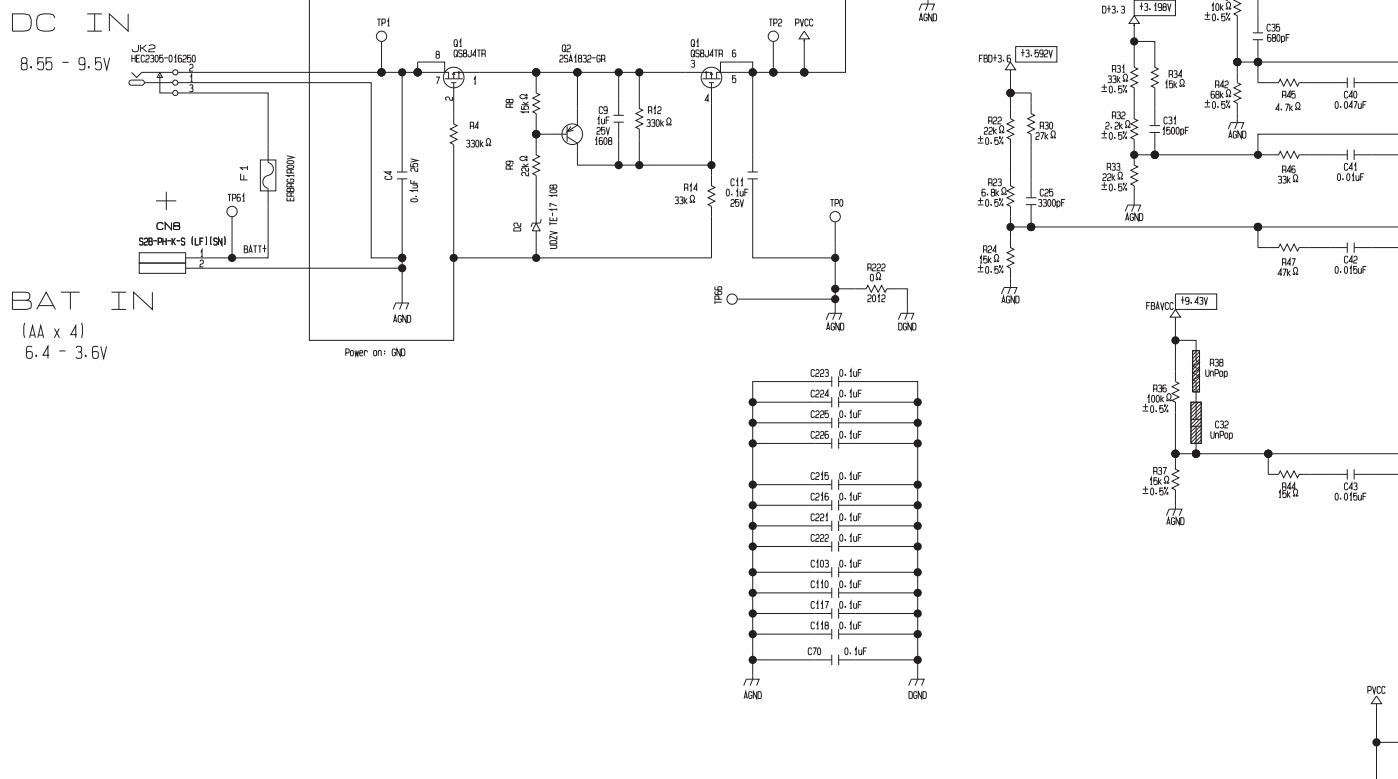 DC IN
8.55 - 9.5V
JK2
HEC2305-016250
2
1
3
F1
ERBRG1R00V
TP61
CN8
S2B-PH-K-S (LF)(SN)
1
2
BATT+
BAT IN
(AA x 4)
6.4 - 3.6V
TP1
C4
0.1uF 25V
AGND
Power on: GND
8
7
Q1
QS8J4TR
1
2
R4
330kΩ
Q2
2SA1832-GR
R8
15kΩ
R9
22kΩ
D2
UDZV TE-17 10B
C9
1uF
25V
1608
R12
330kΩ
Q1
QS8J4TR
3
6
5
4
R14
33kΩ
TP2
PVCC
C11
0.1uF
25V
TP0
TP66
R222
0Ω
2012
AGND
DGND
AGND
C223 0.1uF
C224 0.1uF
C225 0.1uF
C226 0.1uF
C215 0.1uF
C216 0.1uF
C221 0.1uF
C222 0.1uF
C103 0.1uF
C110 0.1uF
C117 0.1uF
C118 0.1uF
C70 0.1uF
AGND
DGND
FBD+3.6
+3.592V
R22
22kΩ
±0.5%
R30
27kΩ
R23
6.8kΩ
±0.5%
C25
3300pF
R24
15kΩ
±0.5%
AGND
D+3.3
+3.198V
R31
33kΩ
±0.5%
R34
15kΩ
R32
2.2kΩ
±0.5%
C31
1500pF
R33
22kΩ
±0.5%
AGND
10kΩ
±0.5%
C35
680pF
R42
68kΩ
±0.5%
AGND
R45
4.7kΩ
C40
0.047uF
R46
33kΩ
C41
0.01uF
R47
47kΩ
C42
0.015uF
FBAVCC
+9.43V
R38
UnPop
R36
100kΩ
±0.5%
C32
UnPop
R37
15kΩ
±0.5%
AGND
R44
15kΩ
C43
0.015uF
PVCC